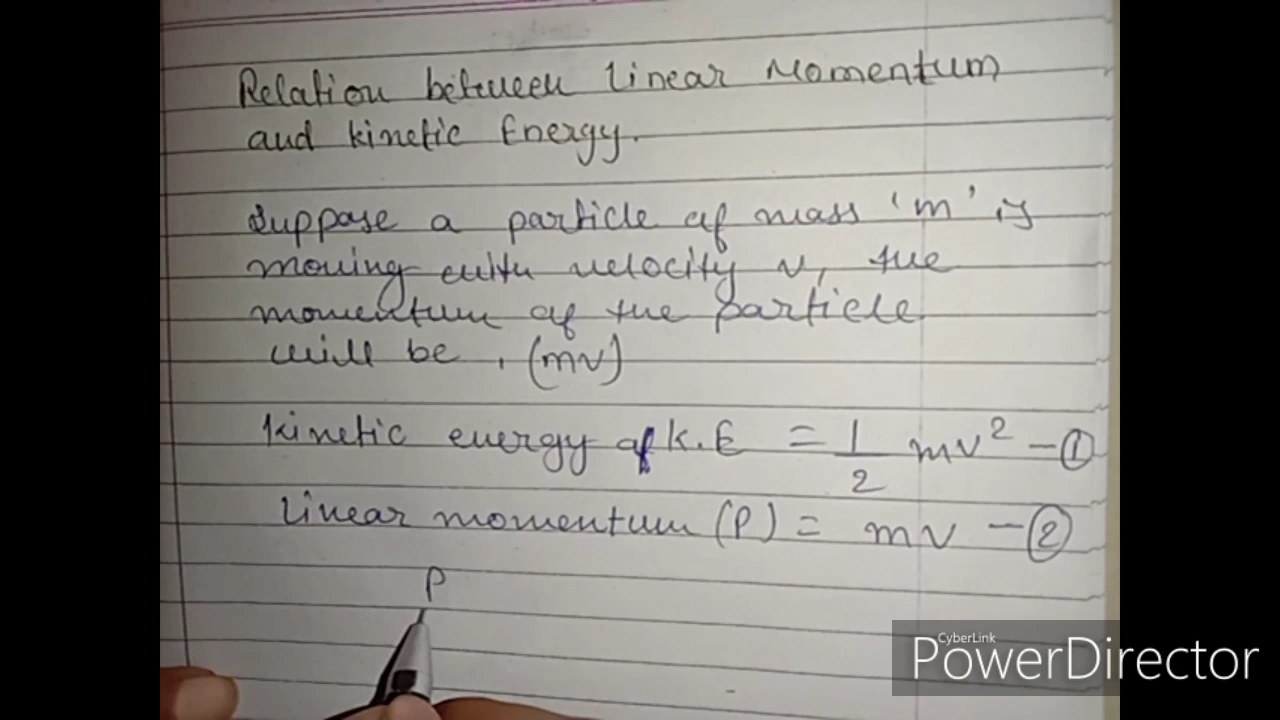 Relation between Linear Momentum
and kinetic Energy.
Suppose a particle of mass 'm' is
moving with velocity v, the
momentum of the particle
will be . (mv)
Kinetic energy of K.E = 1/2 mv² - ①
Linear momentum (P) = mv - ②
P
CyberLink
PowerDirector